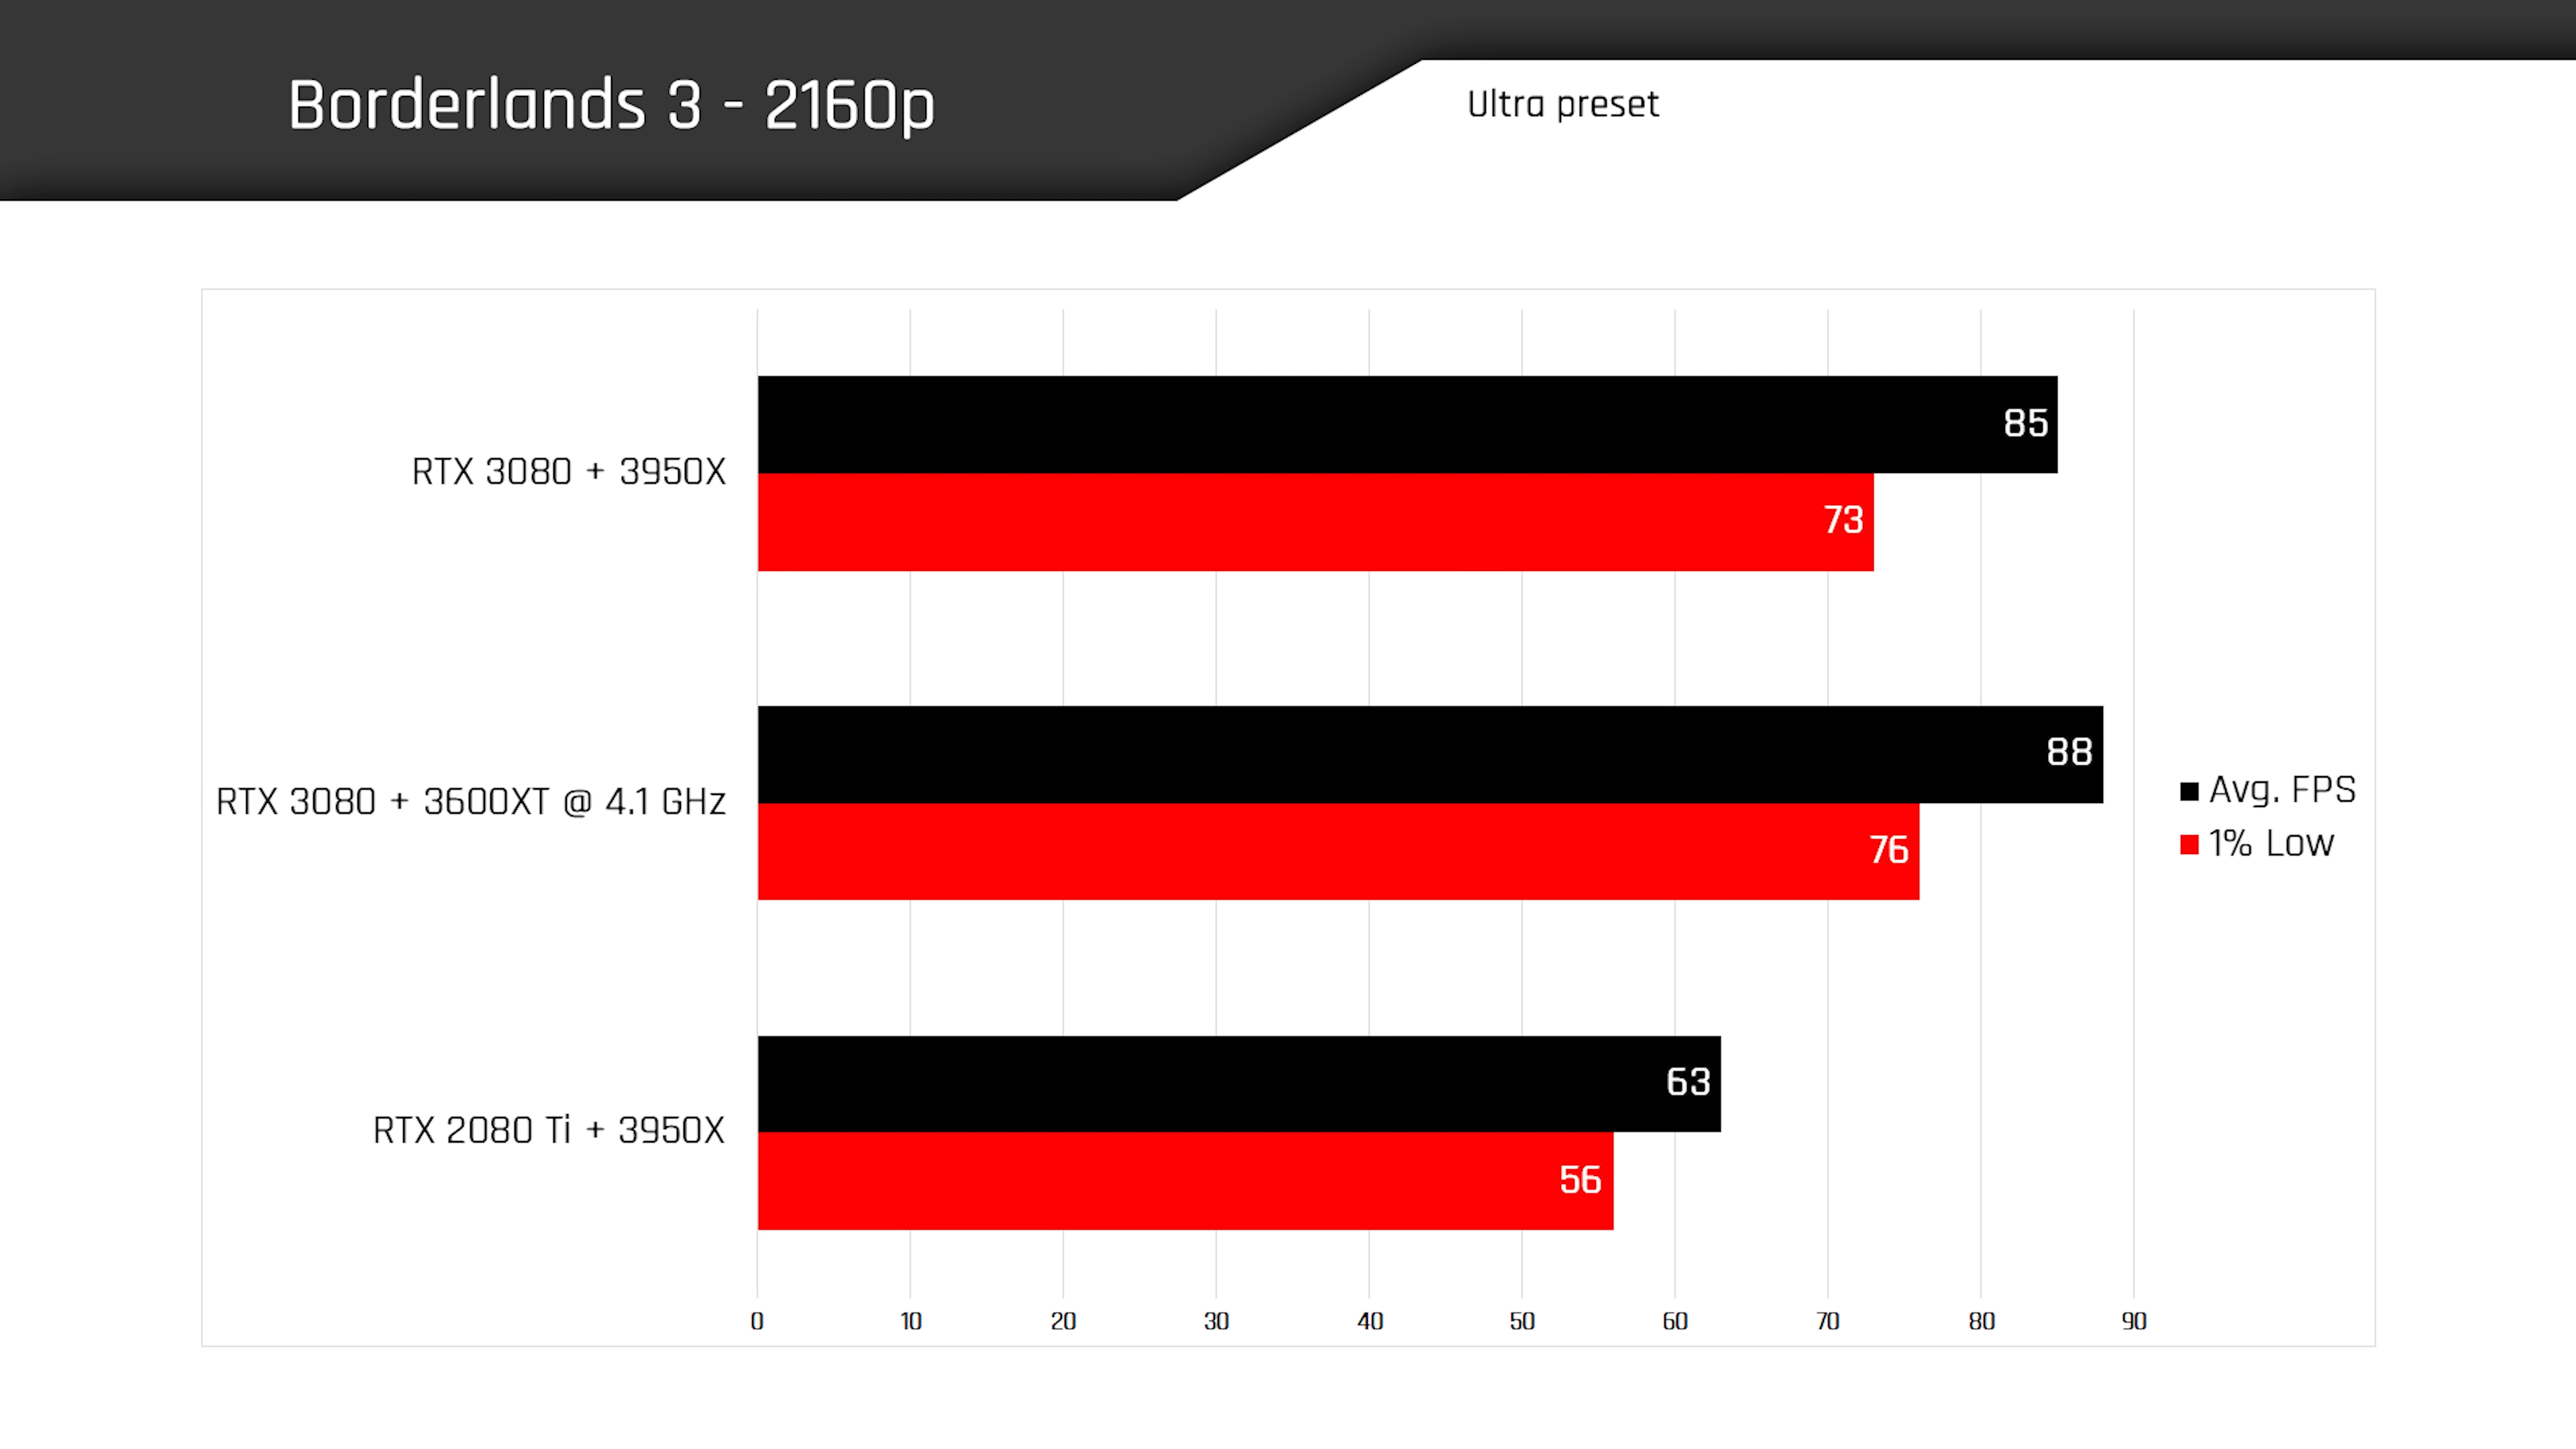 Borderlands 3 - 2160p
Ultra preset
RTX 3080 + 3950X
85
73
RTX 3080 + 3600XT @ 4.1 GHz
88
76
Avg. FPS
1% Low
RTX 2080 Ti + 3950X
63
56
0 10 20 30 40 50 60 70 80 90